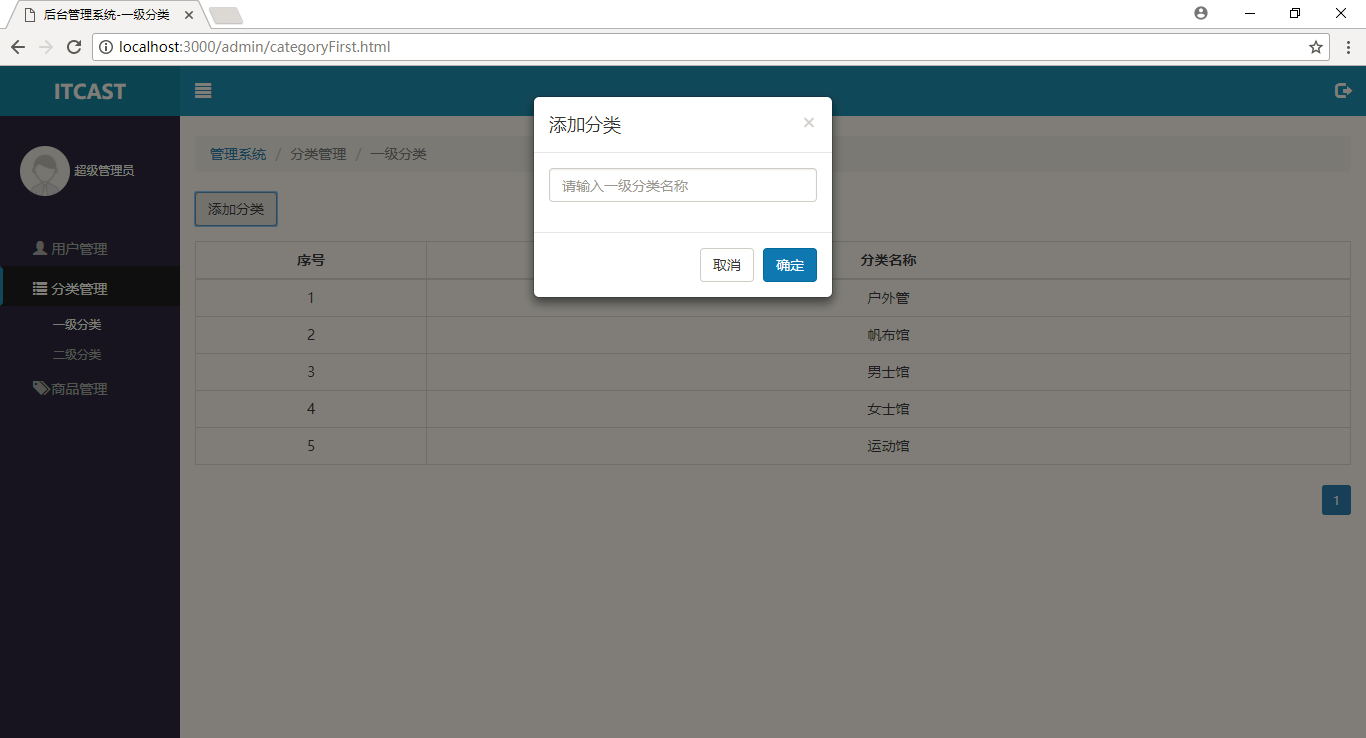 后台管理系统-一级分类
localhost:3000/admin/categoryFirst.html
ITCAST
超级管理员
用户管理
分类管理
一级分类
二级分类
商品管理
管理系统 / 分类管理 / 一级分类
添加分类
序号 分类名称
1 户外管
2 帆布馆
3 男士馆
4 女士馆
5 运动馆
1
添加分类 ×
请输入一级分类名称
取消 确定